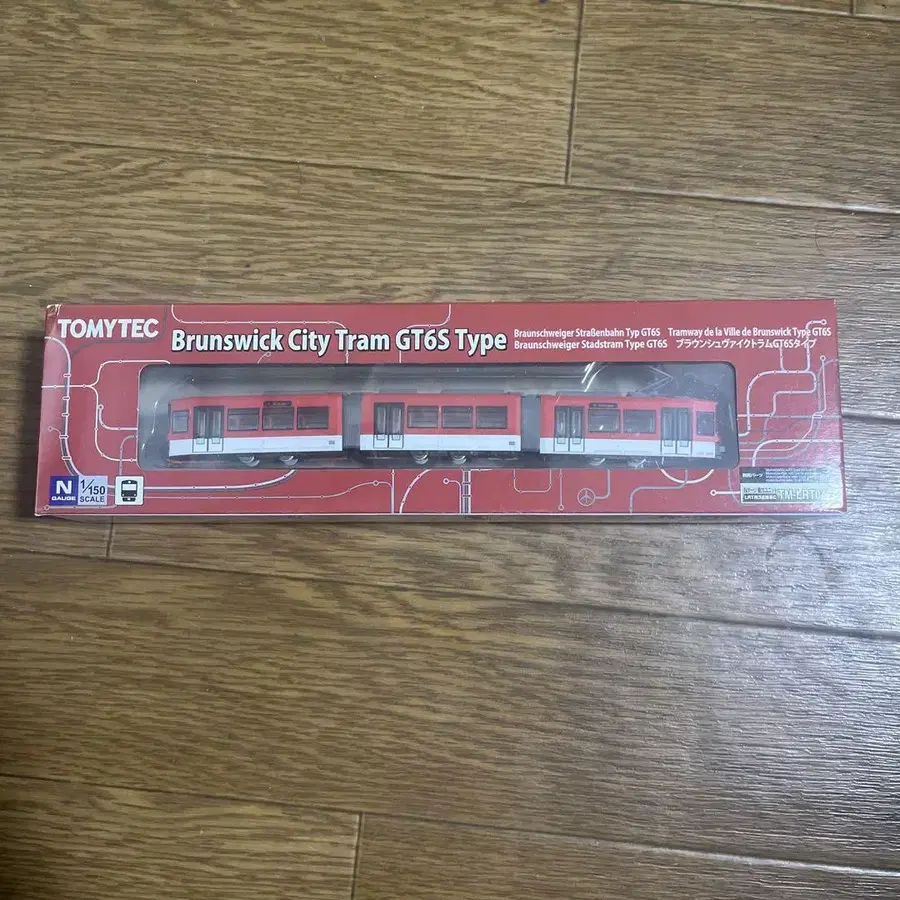 TOMYTEC
Brunswick City Tram GT6S Type
Braunschweiger Straßenbahn Typ GT6S Tramway de la Ville de Brunswick Type GT6S
Braunschweiger Stadstram Type GT6S ブラウンシュヴァイクトラムGT6Sタイプ
N
GAUGE
1/150
SCALE
TM-LRT